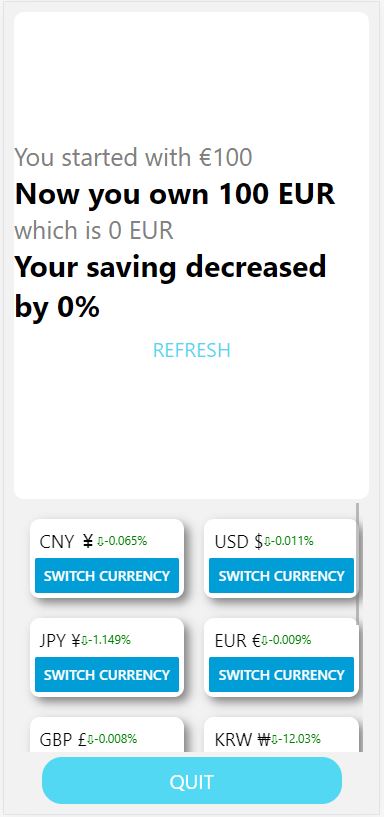 You started with €100
Now you own 100 EUR
which is 0 EUR
Your saving decreased
by 0%
REFRESH
CNY ¥⇩-0.065%
USD $⇩-0.011%
SWITCH CURRENCY
SWITCH CURRENCY
JPY ¥⇩-1.149%
EUR €⇩-0.009%
SWITCH CURRENCY
SWITCH CURRENCY
GBP £⇩-0.008%
KRW ₩⇩-12.03%
QUIT